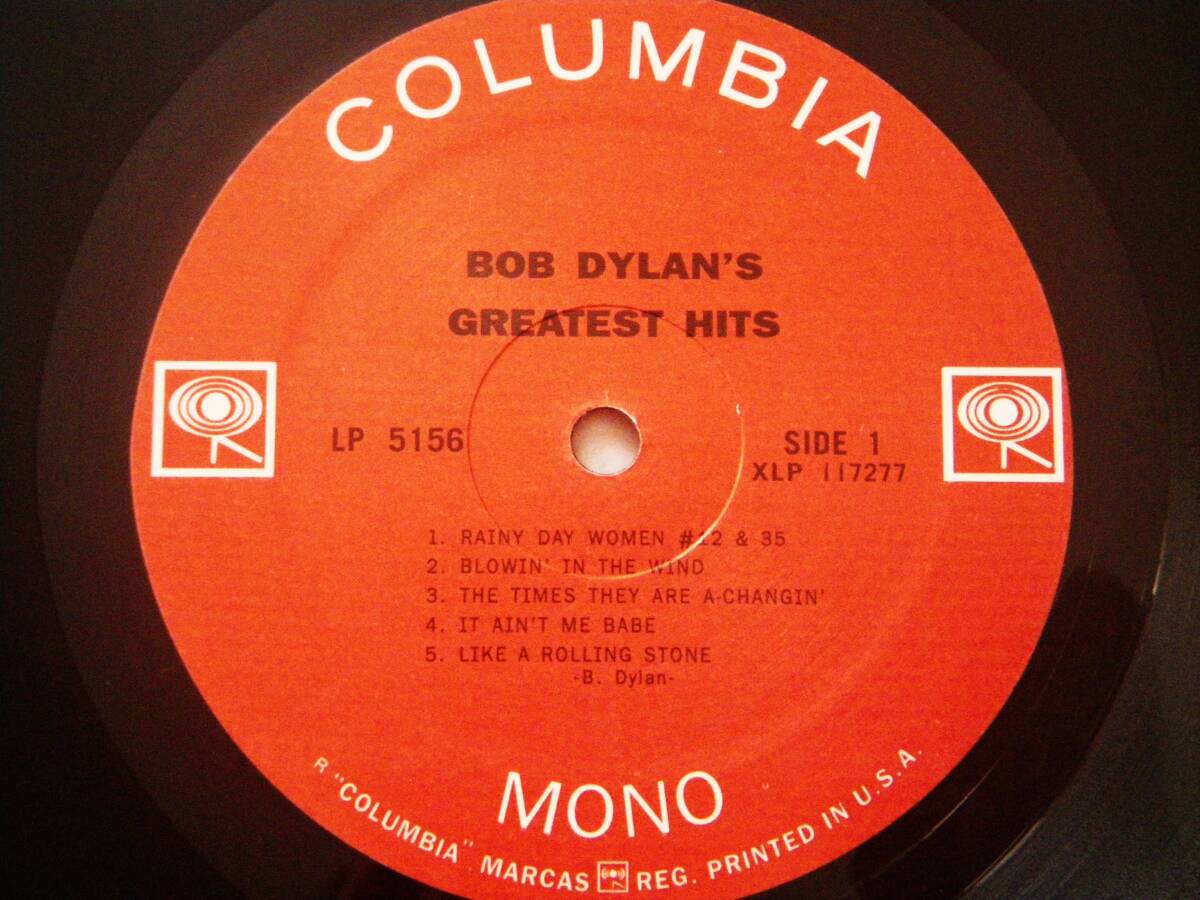 COLUMBIA
BOB DYLAN'S
GREATEST HITS
LP 5156
SIDE 1
XLP 117277
1. RAINY DAY WOMEN #12 & 35
2. BLOWIN' IN THE WIND
3. THE TIMES THEY ARE A-CHANGIN'
4. IT AIN'T ME BABE
5. LIKE A ROLLING STONE
-B. Dylan-
MONO
R "COLUMBIA" MARCAS REG. PRINTED IN U.S.A.